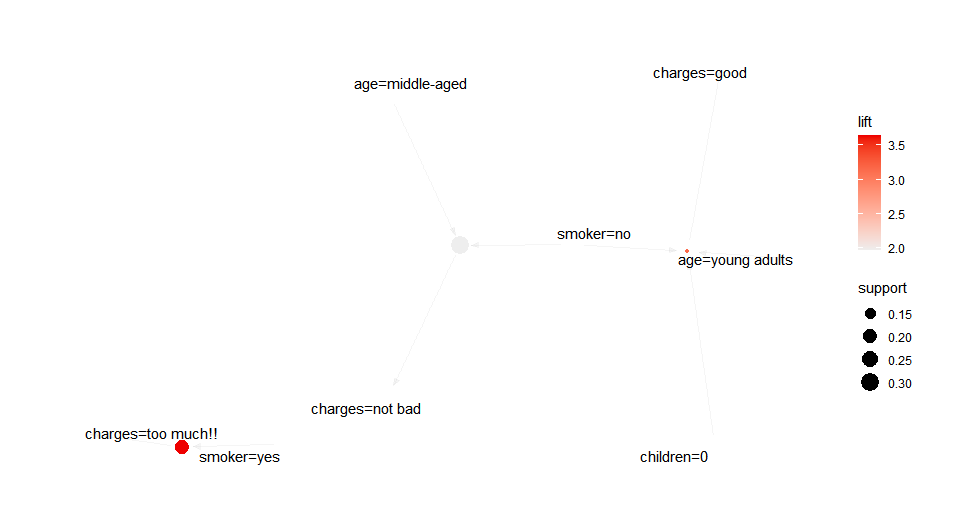 charges=good
age=middle-aged
smoker=no
age=young adults
charges=not bad
charges=too much!!
smoker=yes
children=0
lift
3.5
3.0
2.5
2.0
support
0.15
0.20
0.25
0.30